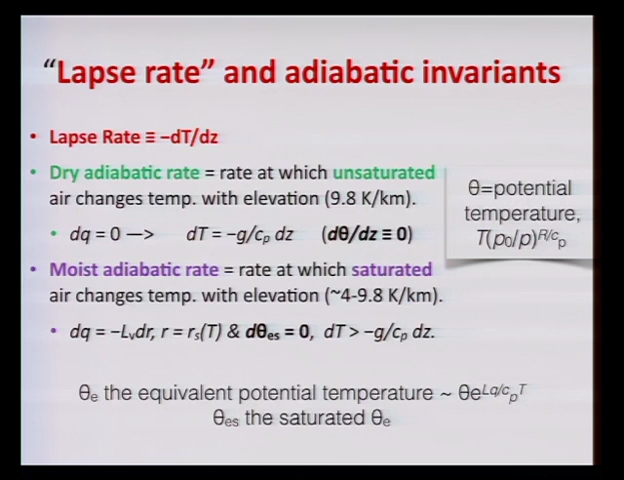 “Lapse rate” and adiabatic invariants
• Lapse Rate ≡ −dT/dz
• Dry adiabatic rate = rate at which unsaturated
air changes temp. with elevation (9.8 K/km).
• dq = 0 —> dT = −g/cₚ dz (dθ/dz ≡ 0)
• Moist adiabatic rate = rate at which saturated
air changes temp. with elevation (~4-9.8 K/km).
• dq = −Lᵥdr, r = rₛ(T) & dθₑₛ = 0, dT > −g/cₚ dz.
θ=potential
temperature,
T(p₀/p)^R/cₚ
θₑ the equivalent potential temperature ~ θe^Lq/cₚT
θₑₛ the saturated θₑ